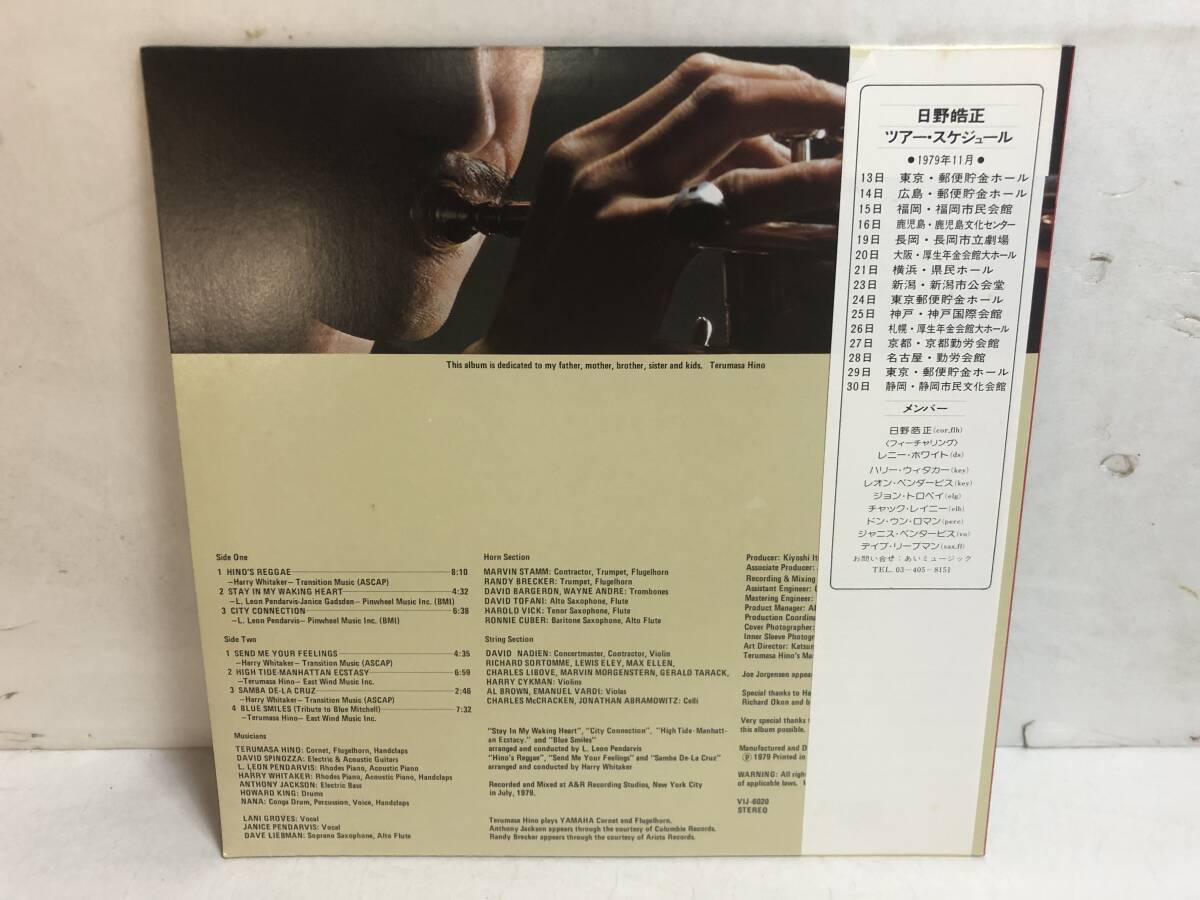 日野皓正
ツアー・スケジュール
●1979年11月●
13日 東京・郵便貯金ホール
14日 広島・郵便貯金ホール
15日 福岡・福岡市民会館
16日 鹿児島・鹿児島文化センター
19日 長岡・長岡市立劇場
20日 大阪・厚生年金会館大ホール
21日 横浜・県民ホール
23日 新潟・新潟市公会堂
24日 東京郵便貯金ホール
25日 神戸・神戸国際会館
26日 札幌・厚生年金会館大ホール
27日 京都・京都勤労会館
28日 名古屋・勤労会館
29日 東京・郵便貯金ホール
30日 静岡・静岡市民文化会館
メンバー
日野皓正(cor,flh)
〈フィーチャリング〉
レニー・ホワイト(ds)
ハリー・ウィタカー(key)
レオン・ペンダービス(key)
ジョン・トロペイ(elg)
チャック・レイニー(elb)
ドン・ウン・ロマン(perc)
ジャニス・ペンダービス(vo)
デイブ・リーブマン(sax,fl)
お問い合せ:あいミュージック
TEL. 03-405-8151
This album is dedicated to my father, mother, brother, sister and kids. Terumasa Hino
Side One
1 HINO'S REGGAE 8:10
—Harry Whitaker— Transition Music (ASCAP)
2 STAY IN MY WAKING HEART 4:32
—L. Leon Pendarvis-Janice Gadsden— Pinwheel Music Inc. (BMI)
3 CITY CONNECTION 6:38
—L. Leon Pendarvis— Pinwheel Music Inc. (BMI)
Side Two
1 SEND ME YOUR FEELINGS 4:35
—Harry Whitaker— Transition Music (ASCAP)
2 HIGH TIDE-MANHATTAN ECSTASY 6:59
—Terumasa Hino— East Wind Music Inc.
3 SAMBA DE-LA CRUZ 2:46
—Harry Whitaker— Transition Music (ASCAP)
4 BLUE SMILES (Tribute to Blue Mitchell) 7:32
—Terumasa Hino— East Wind Music Inc.
Musicians
TERUMASA HINO: Cornet, Flugelhorn, Handclaps
DAVID SPINOZZA: Electric & Acoustic Guitars
L. LEON PENDARVIS: Rhodes Piano, Acoustic Piano
HARRY WHITAKER: Rhodes Piano, Acoustic Piano, Handclaps
ANTHONY JACKSON: Electric Bass
HOWARD KING: Drums
NANA: Conga Drum, Percussion, Voice, Handclaps
LANI GROVES: Vocal
JANICE PENDARVIS: Vocal
DAVE LIEBMAN: Soprano Saxophone, Alto Flute
Horn Section
MARVIN STAMM: Contractor, Trumpet, Flugelhorn
RANDY BRECKER: Trumpet, Flugelhorn
DAVID BARGERON, WAYNE ANDRE: Trombones
DAVID TOFANI: Alto Saxophone, Flute
HAROLD VICK: Tenor Saxophone, Flute
RONNIE CUBER: Baritone Saxophone, Alto Flute
String Section
DAVID NADIEN: Concertmaster, Contractor, Violin
RICHARD SORTOMME, LEWIS ELEY, MAX ELLEN,
CHARLES LIBOVE, MARVIN MORGENSTERN, GERALD TARACK,
HARRY CYKMAN: Violins
AL BROWN, EMANUEL VARDI: Violas
CHARLES McCRACKEN, JONATHAN ABRAMOWITZ: Celli
"Stay In My Waking Heart", "City Connection", "High Tide-Manhatt-
an Ecstacy." and "Blue Smiles"
arranged and conducted by L. Leon Pendarvis
"Hino's Reggae", "Send Me Your Feelings" and "Samba De-La Cruz"
arranged and conducted by Harry Whitaker
Recorded and Mixed at A&R Recording Studios, New York City
in July, 1979.
Terumasa Hino plays YAMAHA Cornet and Flugelhorn.
Anthony Jackson appears through the courtesy of Columbia Records.
Randy Brecker appears through the courtesy of Arista Records.
Producer: Kiyoshi It
Associate Producer:
Recording & Mixing
Assistant Engineer:
Mastering Engineer:
Product Manager: Al
Production Coordina
Cover Photographer:
Inner Sleeve Photogr
Art Director: Katsun
Terumasa Hino's Ma
Joe Jorgensen appea
Special thanks to Ha
Richard Okon and b
Very special thanks
this album possible.
Manufactured and D
Ⓟ 1979 Printed in
WARNING: All righ
of applicable laws.
VIJ-6020
STEREO